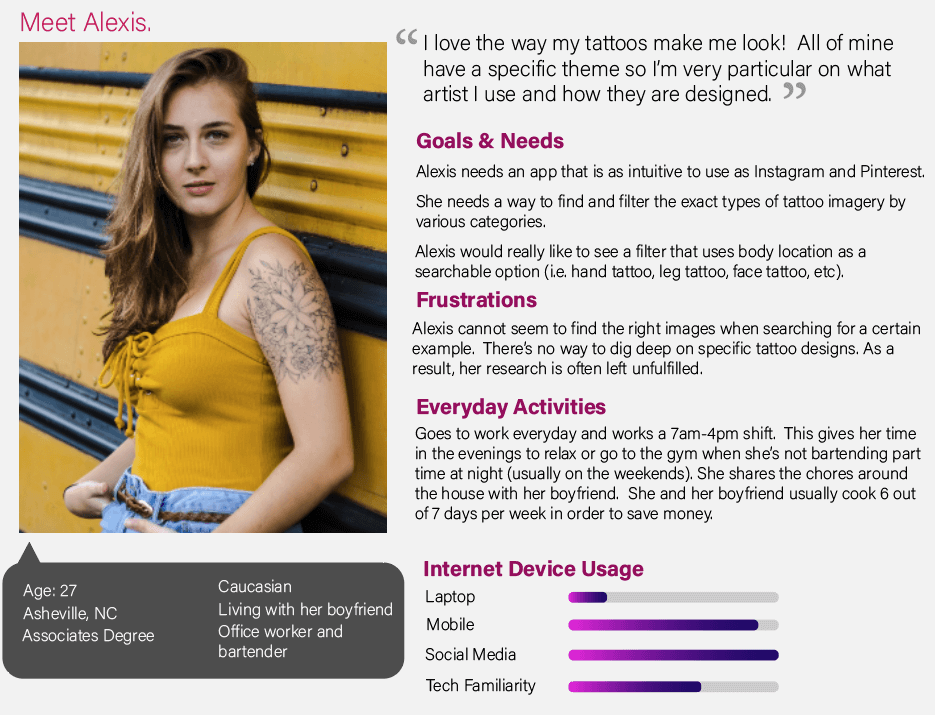 Meet Alexis.
“ I love the way my tattoos make me look!  All of mine
have a specific theme so I’m very particular on what
artist I use and how they are designed. ”
Goals & Needs
Alexis needs an app that is as intuitive to use as Instagram and Pinterest.
She needs a way to find and filter the exact types of tattoo imagery by
various categories.
Alexis would really like to see a filter that uses body location as a
searchable option (i.e. hand tattoo, leg tattoo, face tattoo, etc).
Frustrations
Alexis cannot seem to find the right images when searching for a certain
example.  There’s no way to dig deep on specific tattoo designs. As a
result, her research is often left unfulfilled.
Everyday Activities
Goes to work everyday and works a 7am-4pm shift.  This gives her time
in the evenings to relax or go to the gym when she’s not bartending part
time at night (usually on the weekends). She shares the chores around
the house with her boyfriend.  She and her boyfriend usually cook 6 out
of 7 days per week in order to save money.
Age: 27
Asheville, NC
Associates Degree
Caucasian
Living with her boyfriend
Office worker and
bartender
Internet Device Usage
Laptop
Mobile
Social Media
Tech Familiarity